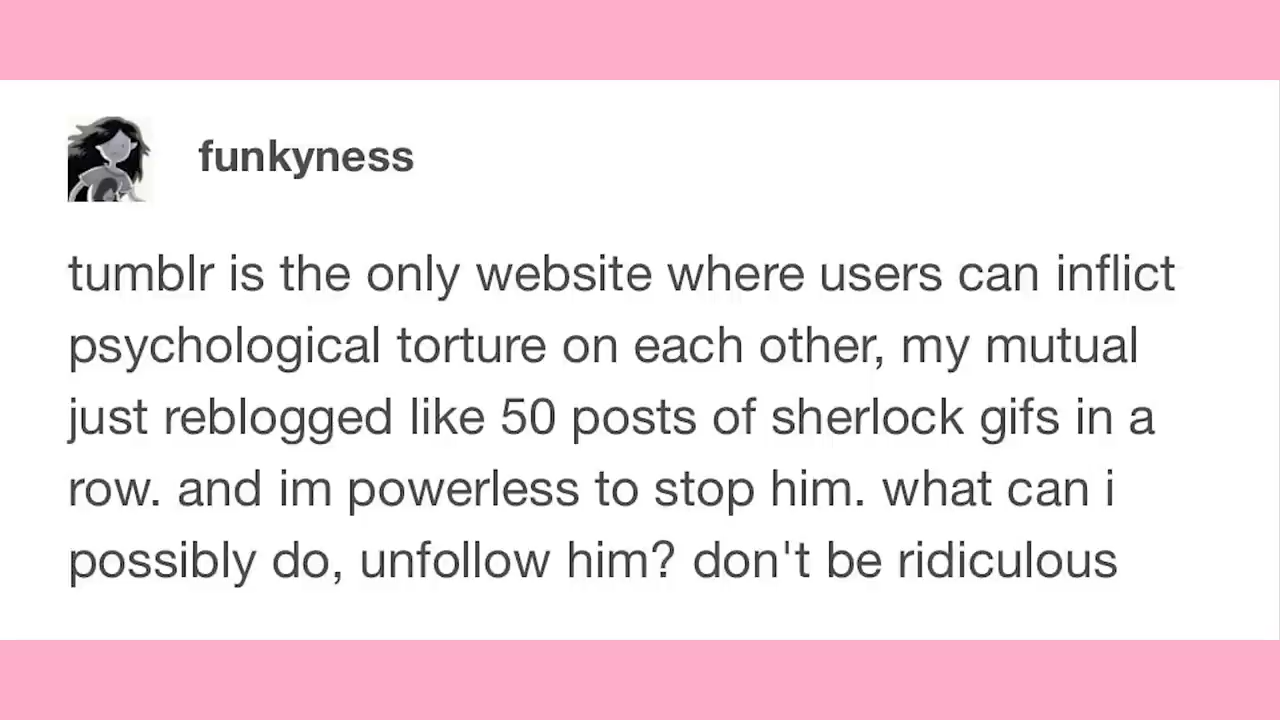 funkyness
tumblr is the only website where users can inflict
psychological torture on each other, my mutual
just reblogged like 50 posts of sherlock gifs in a
row. and im powerless to stop him. what can i
possibly do, unfollow him? don't be ridiculous